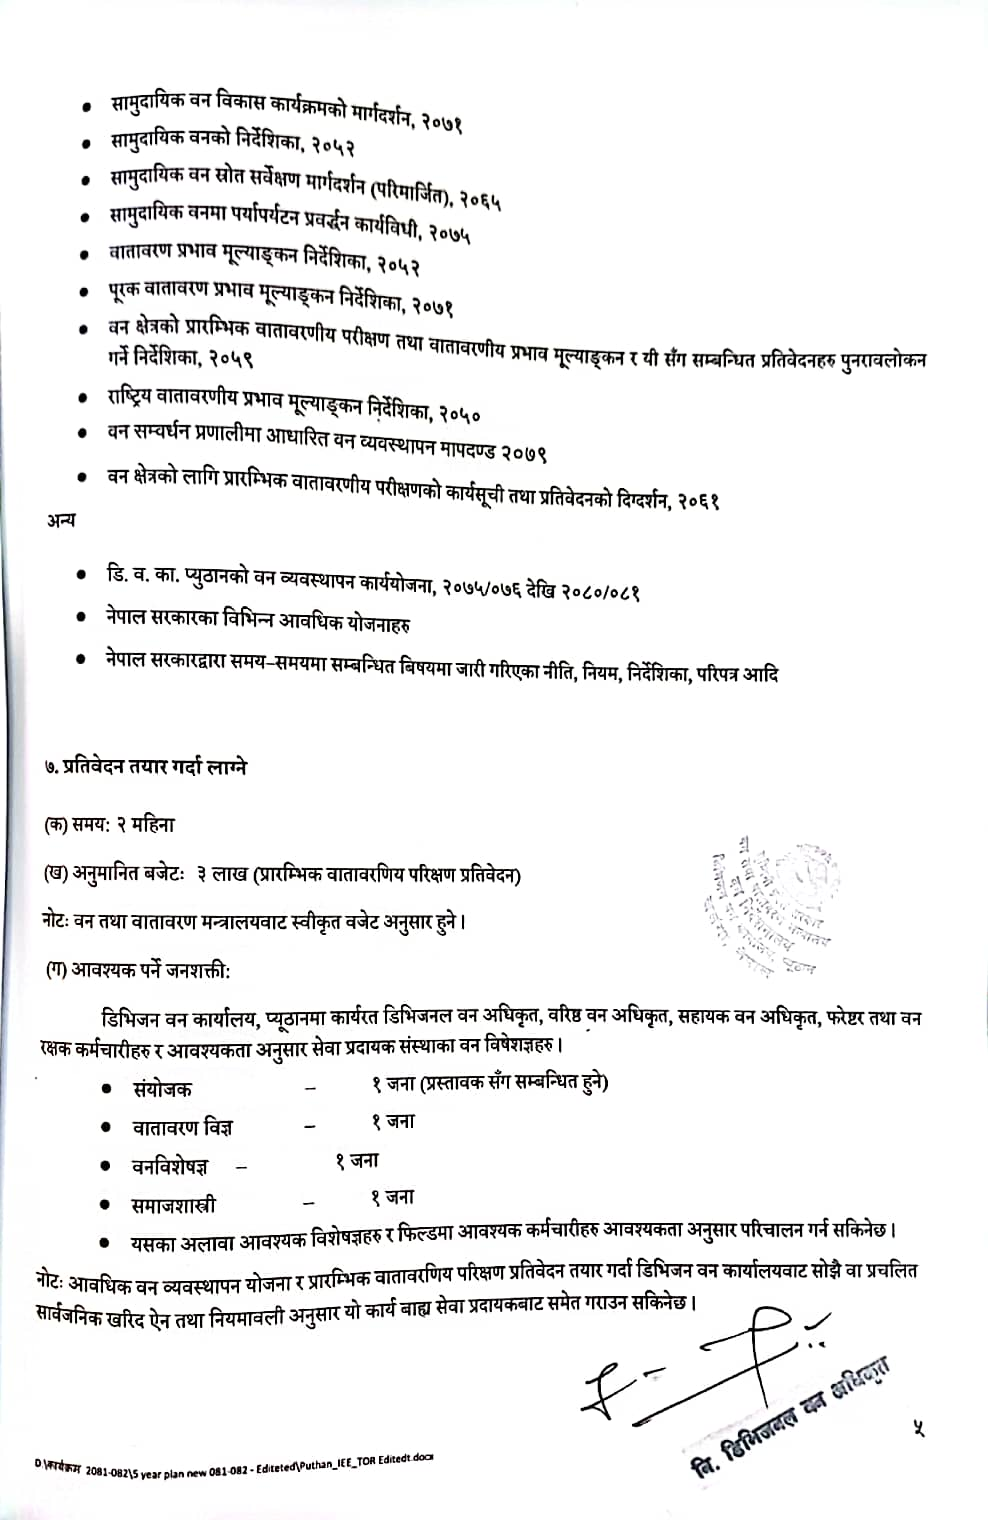 • सामुदायिक वन विकास कार्यक्रमको मार्गदर्शन, २०७१
• सामुदायिक वनको निर्देशिका, २०५२
• सामुदायिक वन स्रोत सर्वेक्षण मार्गदर्शन (परिमार्जित), २०६५
• सामुदायिक वनमा पर्यापर्यटन प्रवर्द्धन कार्यविधी, २०७५
• वातावरण प्रभाव मूल्याङ्कन निर्देशिका, २०५२
• पूरक वातावरण प्रभाव मूल्याङ्कन निर्देशिका, २०७१
• वन क्षेत्रको प्रारम्भिक वातावरणीय परीक्षण तथा वातावरणीय प्रभाव मूल्याङ्कन र यी सँग सम्बन्धित प्रतिवेदनहरु पुनरावलोकन
गर्ने निर्देशिका, २०५९
• राष्ट्रिय वातावरणीय प्रभाव मूल्याङ्कन निर्देशिका, २०५०
• वन सम्वर्धन प्रणालीमा आधारित वन व्यवस्थापन मापदण्ड २०७९
• वन क्षेत्रको लागि प्रारम्भिक वातावरणीय परीक्षणको कार्यसूची तथा प्रतिवेदनको दिग्दर्शन, २०६१
अन्य
• डि. व. का. प्युठानको वन व्यवस्थापन कार्ययोजना, २०७५/०७६ देखि २०८०/०८१
• नेपाल सरकारका विभिन्न आवधिक योजनाहरु
• नेपाल सरकारद्वारा समय–समयमा सम्बन्धित बिषयमा जारी गरिएका नीति, नियम, निर्देशिका, परिपत्र आदि
७. प्रतिवेदन तयार गर्दा लाग्ने
(क) समय: २ महिना
(ख) अनुमानित बजेट: ३ लाख (प्रारम्भिक वातावरणिय परिक्षण प्रतिवेदन)
नोट: वन तथा वातावरण मन्त्रालयवाट स्वीकृत वजेट अनुसार हुने।
(ग) आवश्यक पर्ने जनशक्ती:
डिभिजन वन कार्यालय, प्यूठानमा कार्यरत डिभिजनल वन अधिकृत, वरिष्ठ वन अधिकृत, सहायक वन अधिकृत, फरेष्टर तथा वन
रक्षक कर्मचारीहरु र आवश्यकता अनुसार सेवा प्रदायक संस्थाका वन विषेशज्ञहरु।
• संयोजक – १ जना (प्रस्तावक सँग सम्बन्धित हुने)
• वातावरण विज्ञ – १ जना
• वनविशेषज्ञ – १ जना
• समाजशास्त्री – १ जना
• यसका अलावा आवश्यक विशेषज्ञहरु र फिल्डमा आवश्यक कर्मचारीहरु आवश्यकता अनुसार परिचालन गर्न सकिनेछ।
नोट: आवधिक वन व्यवस्थापन योजना र प्रारम्भिक वातावरणिय परिक्षण प्रतिवेदन तयार गर्दा डिभिजन वन कार्यालयवाट सोझै वा प्रचलित
सार्वजनिक खरिद ऐन तथा नियमावली अनुसार यो कार्य बाह्य सेवा प्रदायकबाट समेत गराउन सकिनेछ।
नि. डिभिजनल वन अधिकृत
५
D:\कार्यक्रम 2081-082\5 year plan new 081-082 - Editeted\Puthan_IEE_TOR Editedt.docx